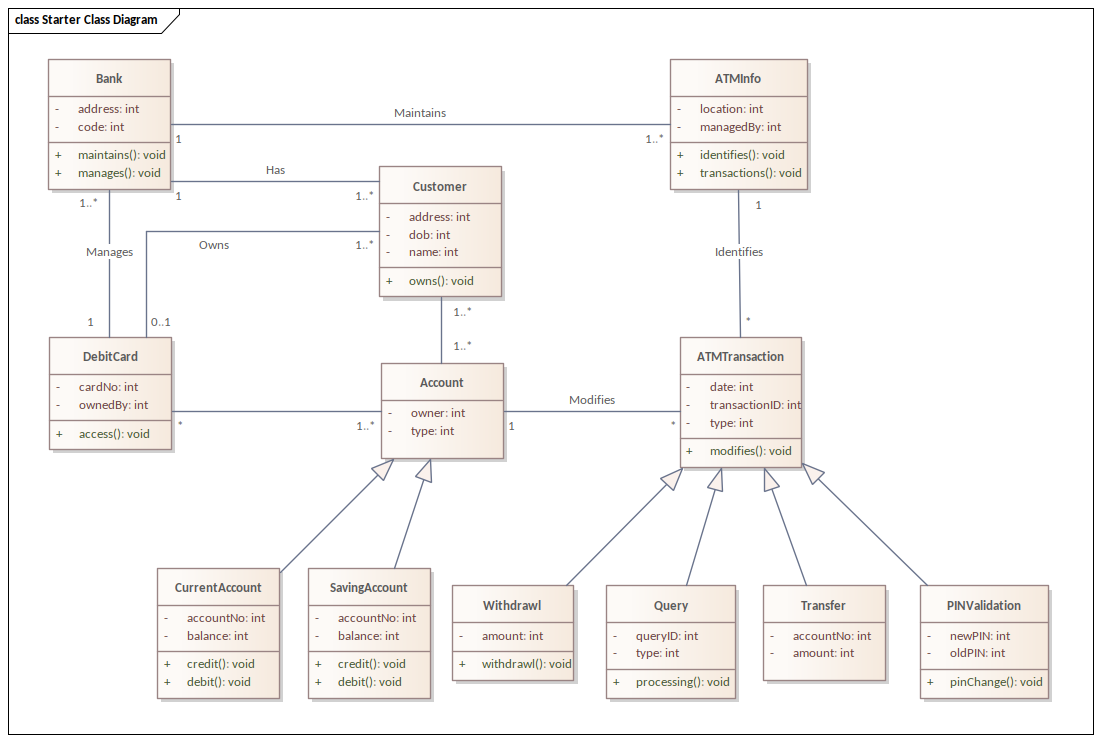 class Starter Class Diagram
Bank
- address: int
- code: int
+ maintains(): void
+ manages(): void
ATMInfo
- location: int
- managedBy: int
+ identifies(): void
+ transactions(): void
Maintains
1
1..*
Has
1
1..*
Customer
- address: int
- dob: int
- name: int
+ owns(): void
1..*
Manages
1
Owns
1..*
0..1
1
Identifies
*
1..*
1..*
DebitCard
- cardNo: int
- ownedBy: int
+ access(): void
*
1..*
Account
- owner: int
- type: int
Modifies
1
*
ATMTransaction
- date: int
- transactionID: int
- type: int
+ modifies(): void
CurrentAccount
- accountNo: int
- balance: int
+ credit(): void
+ debit(): void
SavingAccount
- accountNo: int
- balance: int
+ credit(): void
+ debit(): void
Withdrawl
- amount: int
+ withdrawl(): void
Query
- queryID: int
- type: int
+ processing(): void
Transfer
- accountNo: int
- amount: int
PINValidation
- newPIN: int
- oldPIN: int
+ pinChange(): void